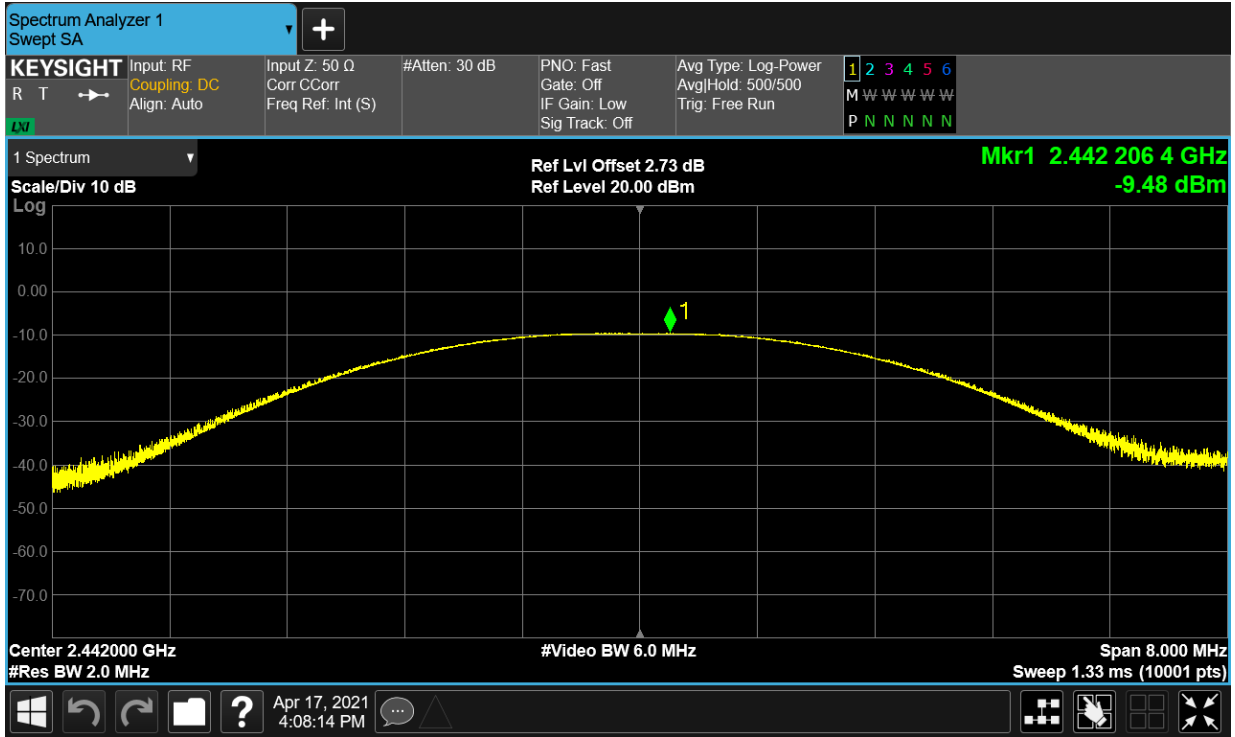 Spectrum Analyzer 1
Swept SA
+
KEYSIGHT
R T
LXI
Input: RF
Coupling: DC
Align: Auto
Input Z: 50 Ω
Corr CCorr
Freq Ref: Int (S)
#Atten: 30 dB
PNO: Fast
Gate: Off
IF Gain: Low
Sig Track: Off
Avg Type: Log-Power
Avg|Hold: 500/500
Trig: Free Run
1 2 3 4 5 6
M W W W W W
P N N N N N
1 Spectrum
Scale/Div 10 dB
Log
Ref Lvl Offset 2.73 dB
Ref Level 20.00 dBm
Mkr1 2.442 206 4 GHz
-9.48 dBm
10.0
0.00
1
-10.0
-20.0
-30.0
-40.0
-50.0
-60.0
-70.0
Center 2.442000 GHz
#Video BW 6.0 MHz
Span 8.000 MHz
#Res BW 2.0 MHz
Sweep 1.33 ms (10001 pts)
?
Apr 17, 2021
4:08:14 PM